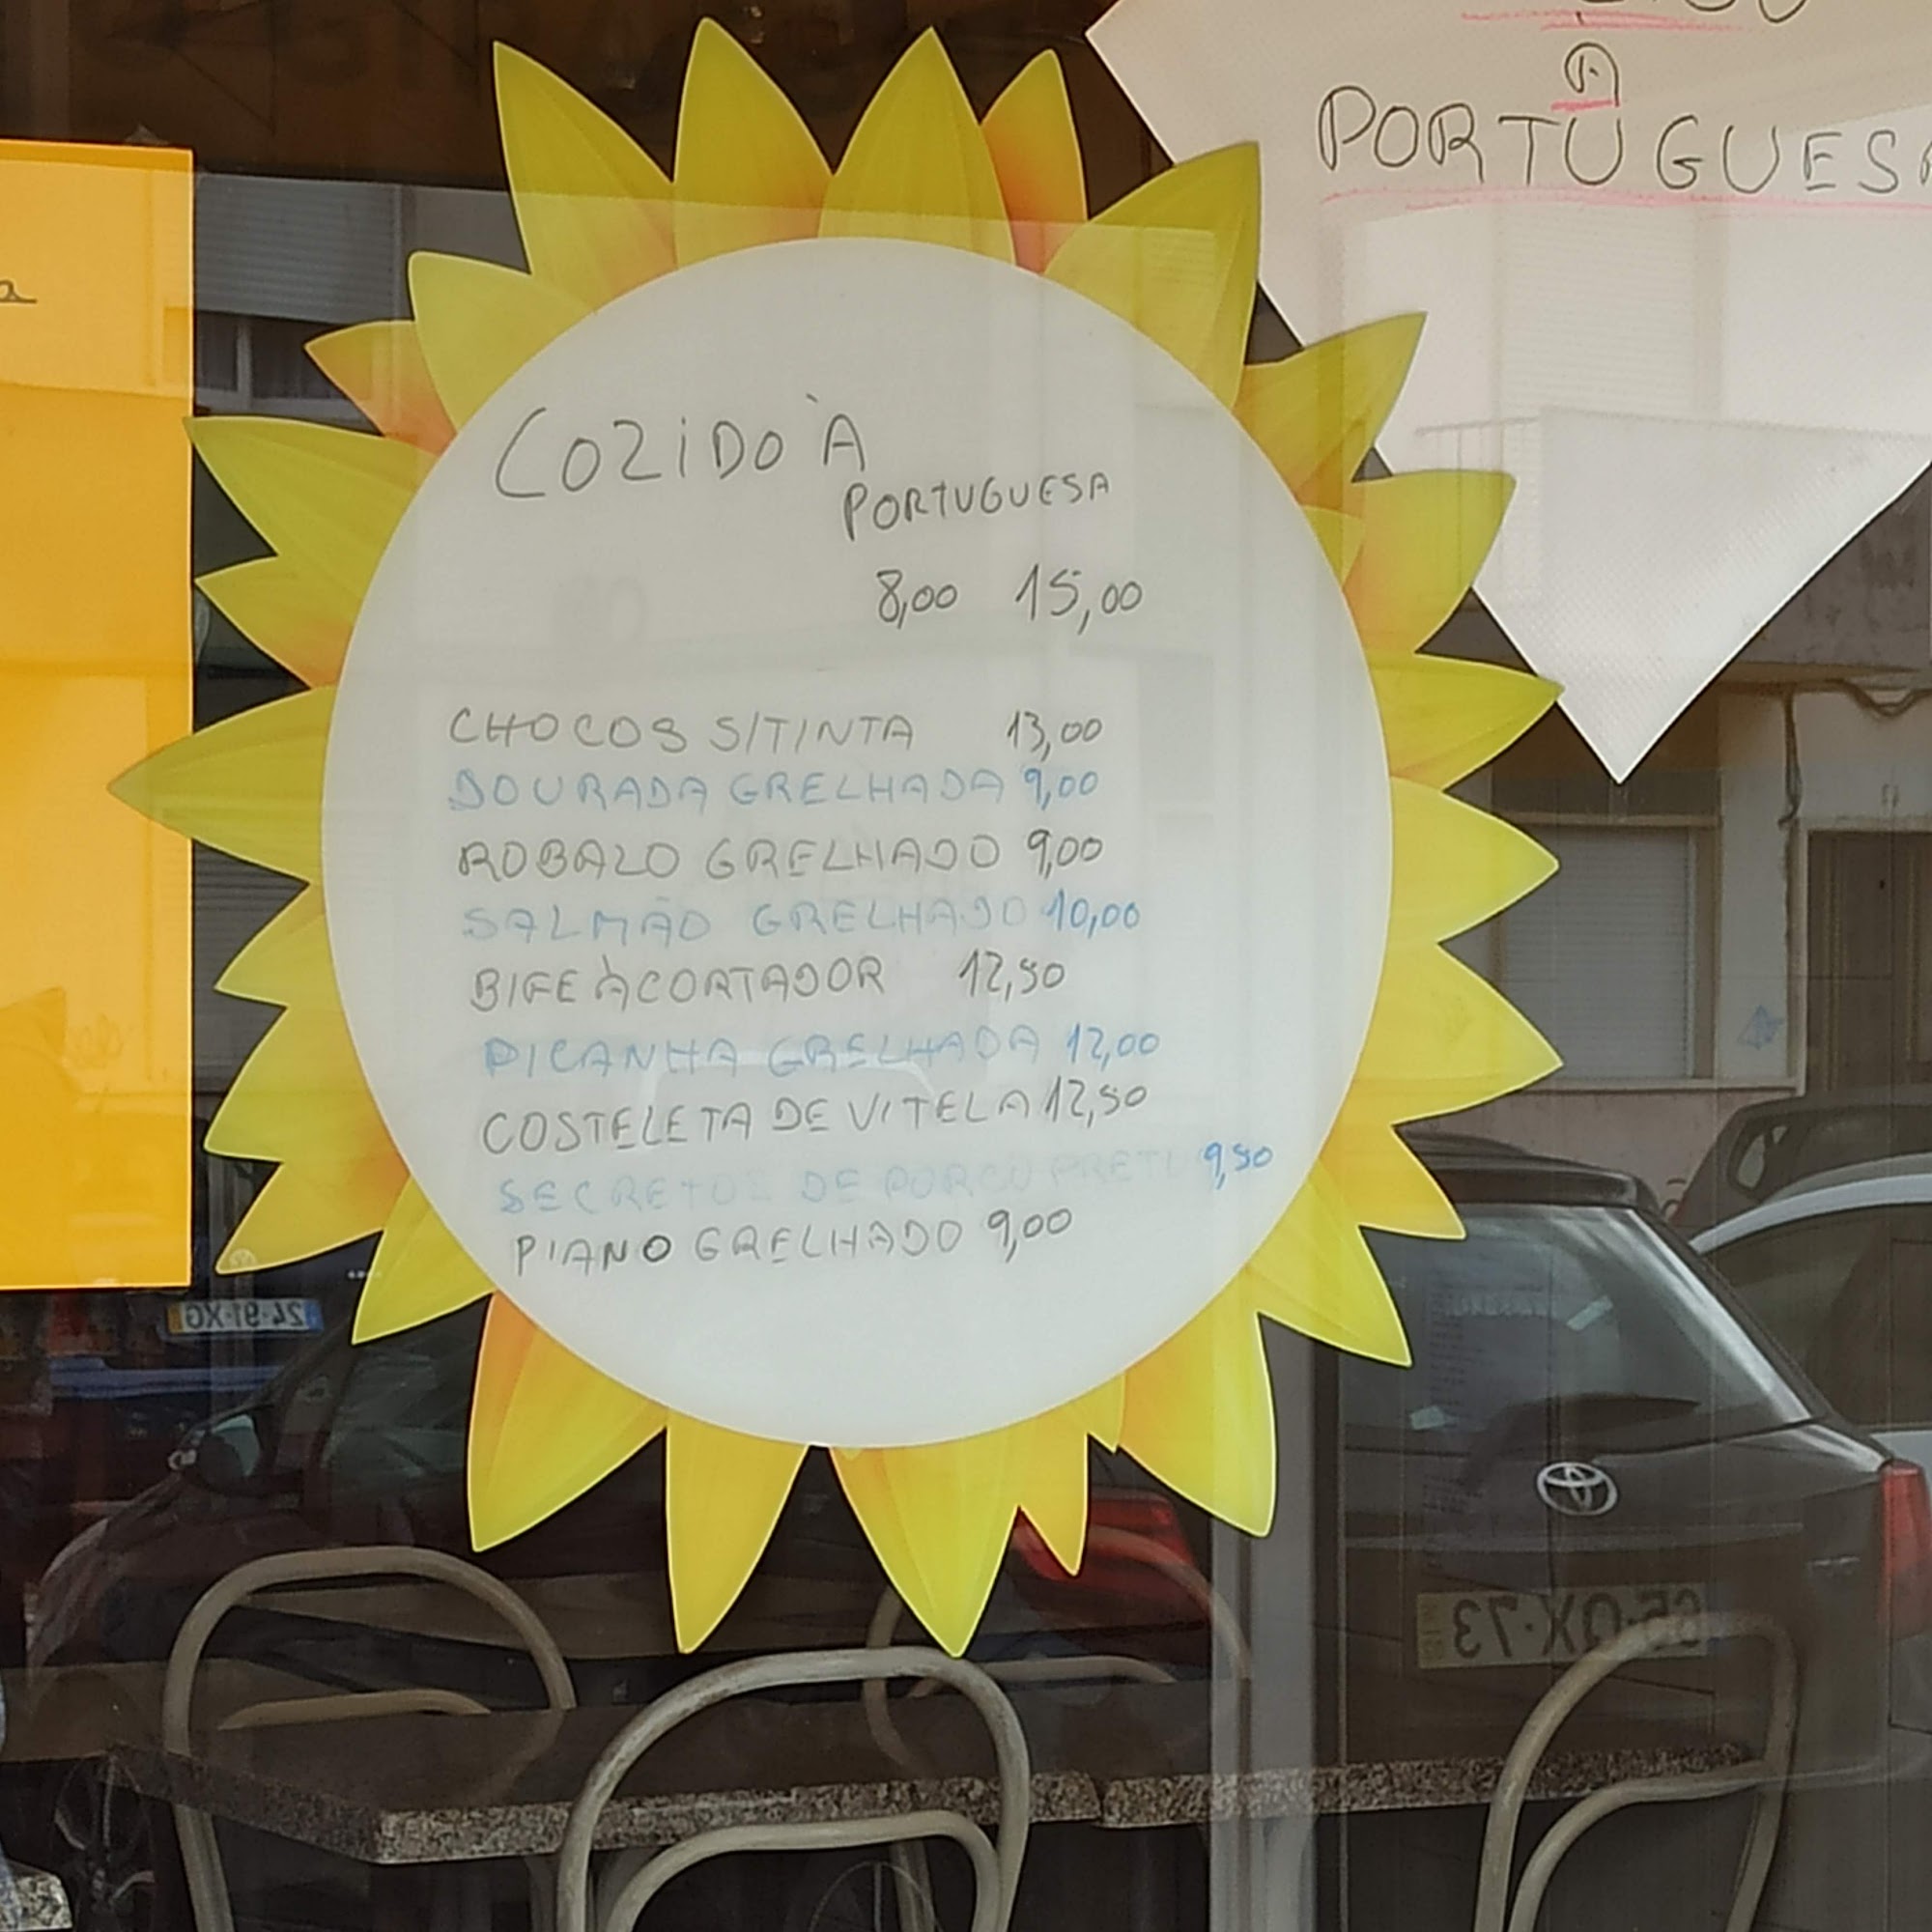 À
PORTUGUESA
COZIDO À
PORTUGUESA
8,00 15,00
CHOCOS S/TINTA 13,00
DOURADA GRELHADA 9,00
ROBALO GRELHADO 9,00
SALMÃO GRELHADO 10,00
BIFE À CORTADOR 12,50
PICANHA GRELHADA 12,00
COSTELETA DE VITELA 12,50
SECRETOS DE PORCO PRETO 9,50
PIANO GRELHADO 9,00
24-91-XG
65-OX-73